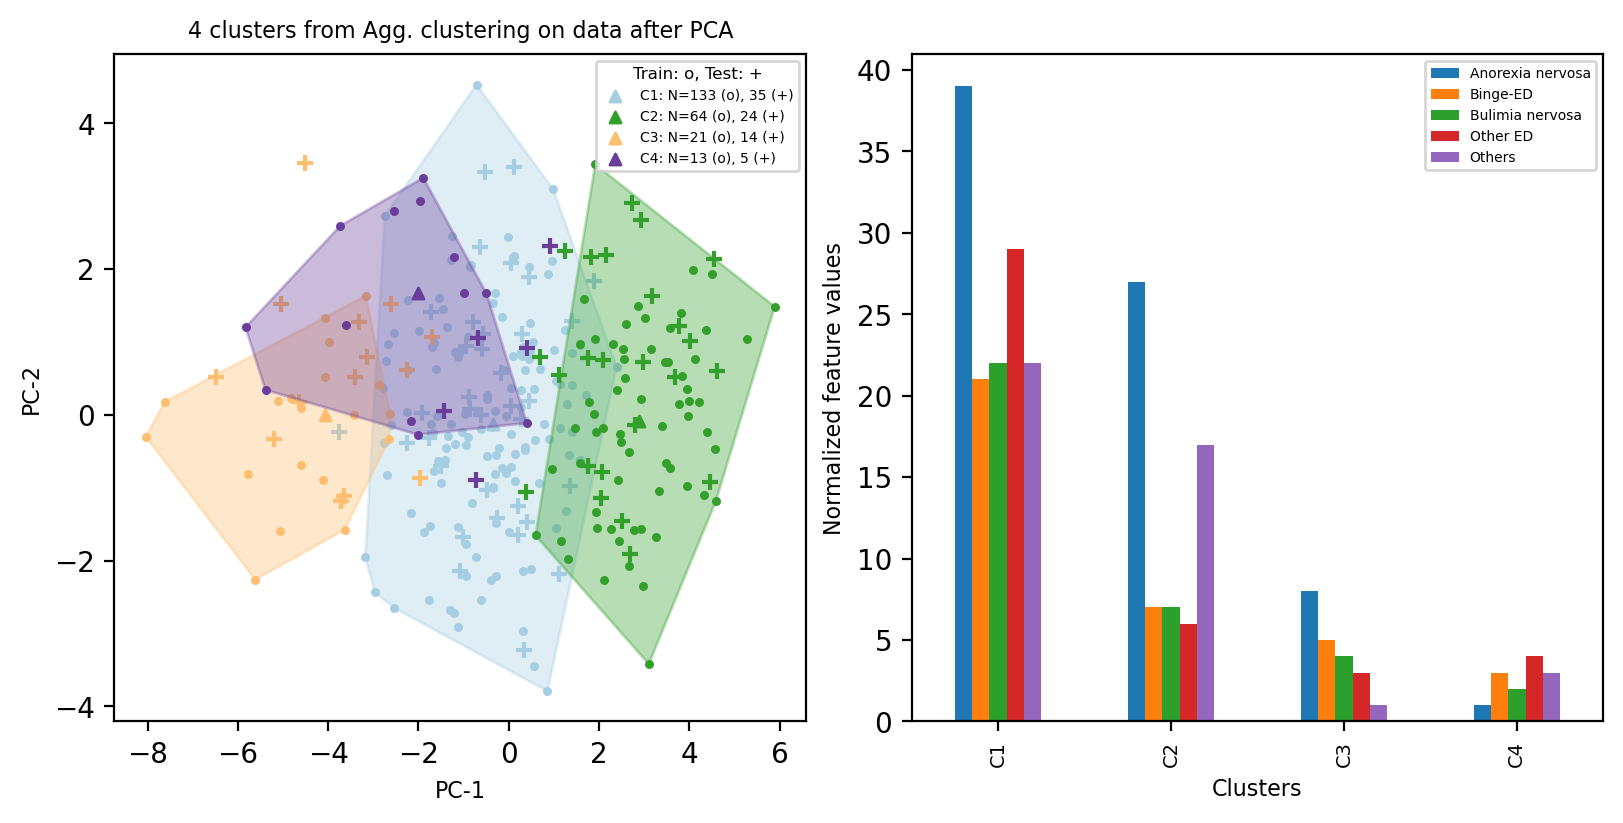 4 clusters from Agg. clustering on data after PCA
Train: o, Test: +
C1: N=133 (o), 35 (+)
C2: N=64 (o), 24 (+)
C3: N=21 (o), 14 (+)
C4: N=13 (o), 5 (+)
4
2
0
−2
−4
PC-2
−8 −6 −4 −2 0 2 4 6
PC-1
Anorexia nervosa
Binge-ED
Bulimia nervosa
Other ED
Others
40
35
30
25
20
15
10
5
0
Normalized feature values
C1 C2 C3 C4
Clusters